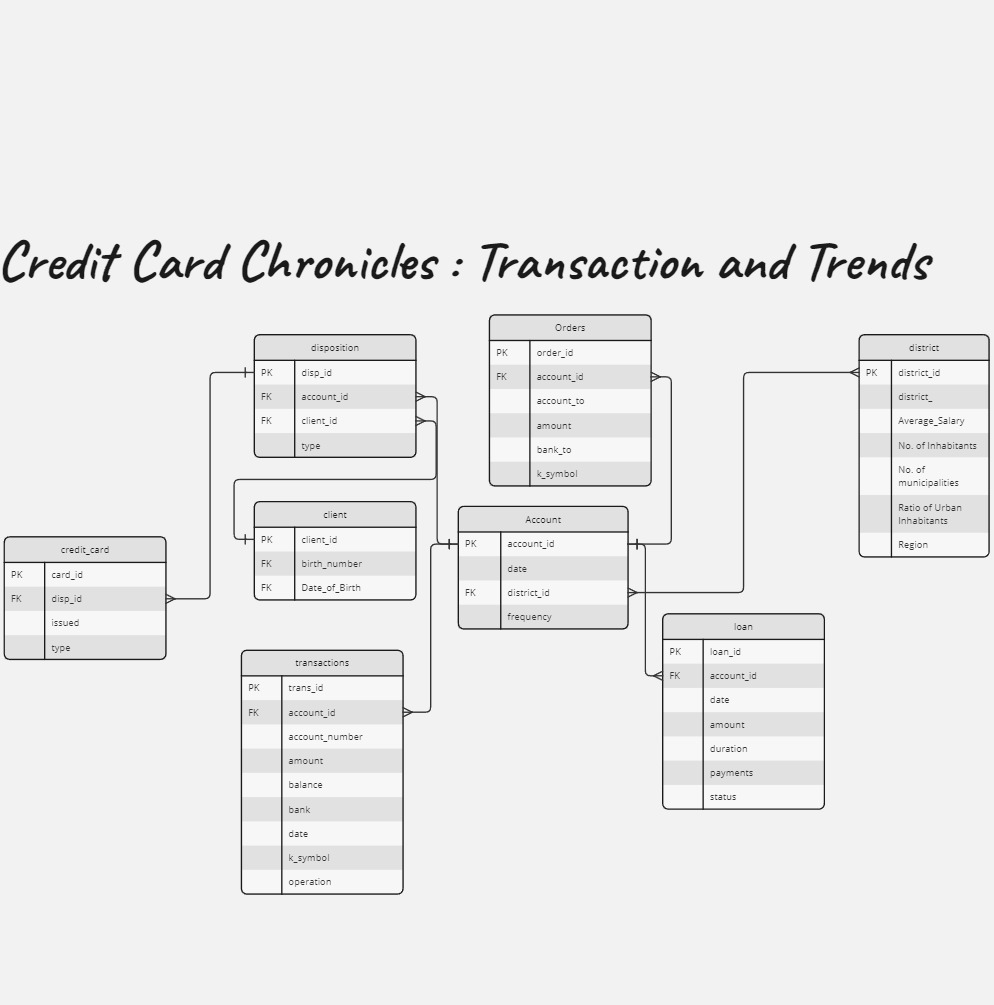 Credit Card Chronicles : Transaction and Trends
disposition
PK disp_id
FK account_id
FK client_id
type
Orders
PK order_id
FK account_id
account_to
amount
bank_to
k_symbol
district
PK district_id
district_
Average_Salary
No. of Inhabitants
No. of
municipalities
Ratio of Urban
Inhabitants
Region
client
PK client_id
FK birth_number
FK Date_of_Birth
Account
PK account_id
date
FK district_id
frequency
credit_card
PK card_id
FK disp_id
issued
type
loan
PK loan_id
FK account_id
date
amount
duration
payments
status
transactions
PK trans_id
FK account_id
account_number
amount
balance
bank
date
k_symbol
operation